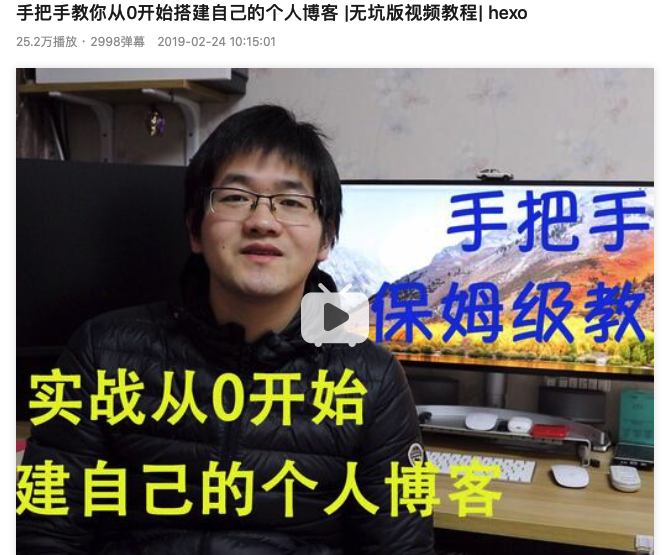 手把手教你从0开始搭建自己的个人博客 |无坑版视频教程| hexo
25.2万播放 · 2998弹幕 2019-02-24 10:15:01
手把手
保姆级教
实战从0开始
建自己的个人博客